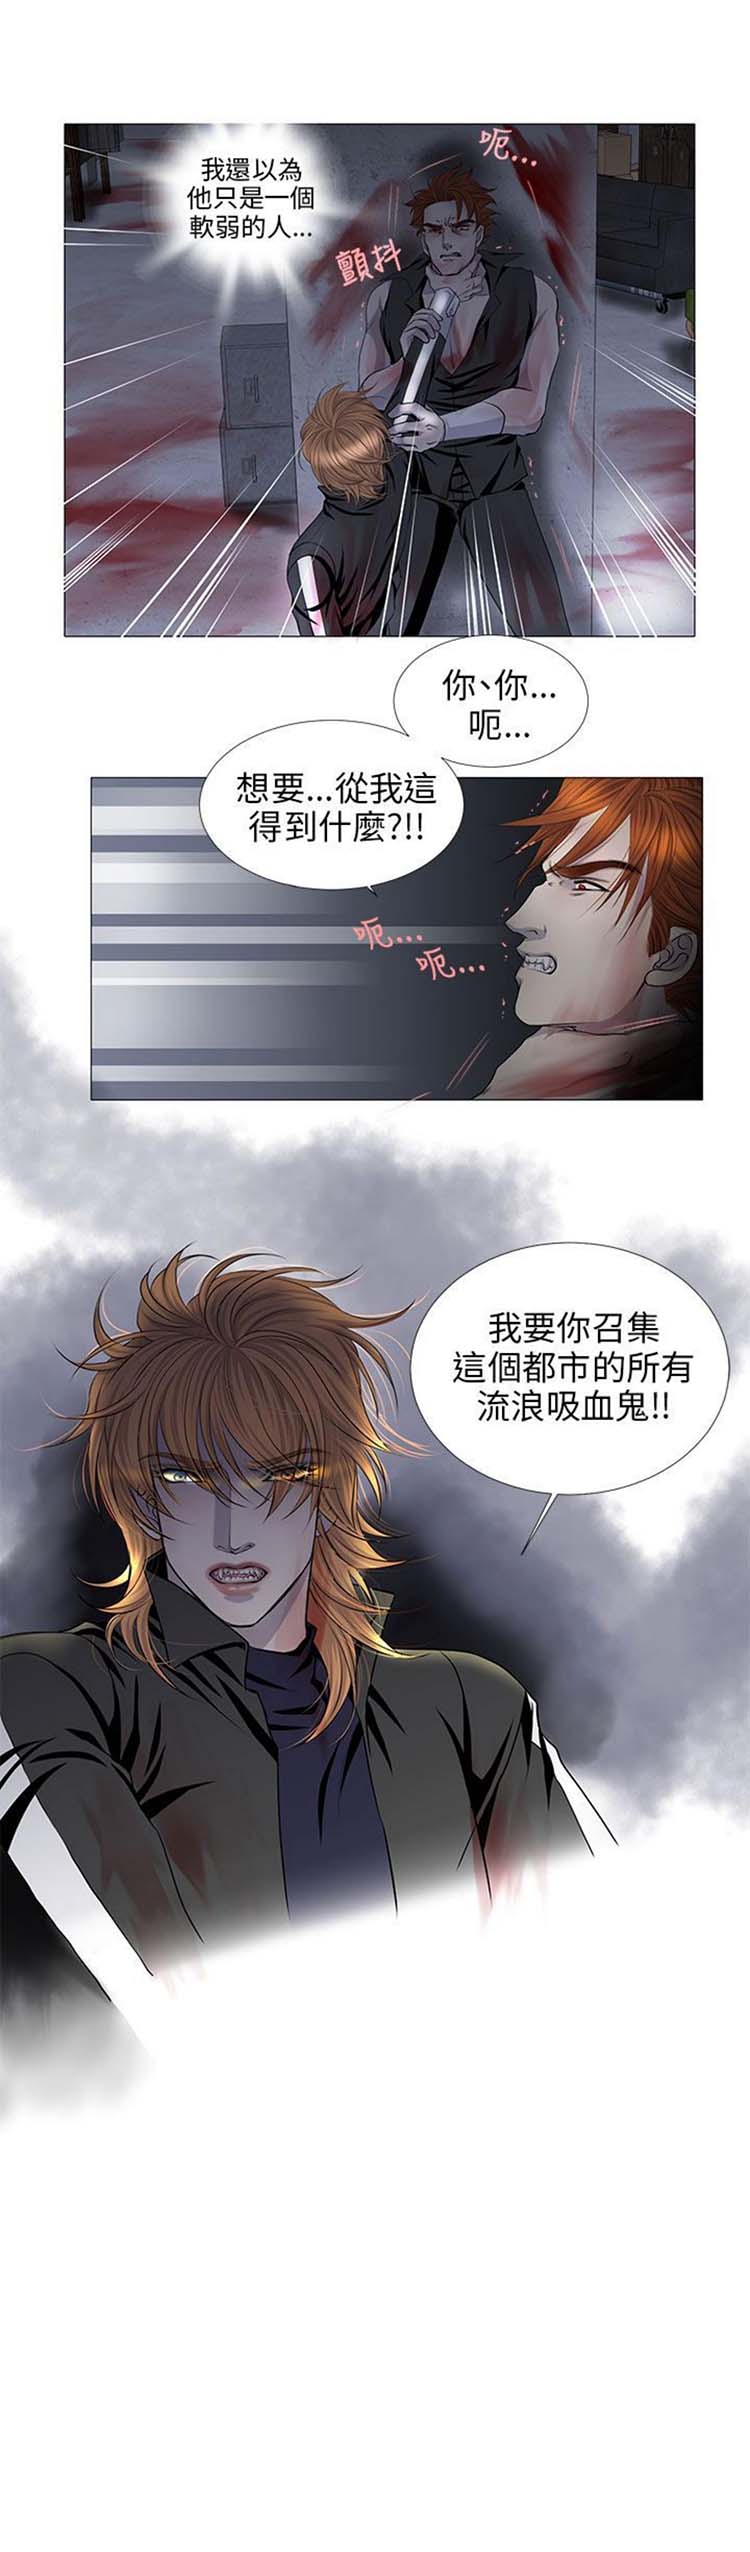 呃...
我還以為
他只是一個
軟弱的人...
顫抖
你、你...
呃...
想要...從我這
得到什麼?!!
呃...
呃...
我要你召集
這個都市的所有
流浪吸血鬼!!